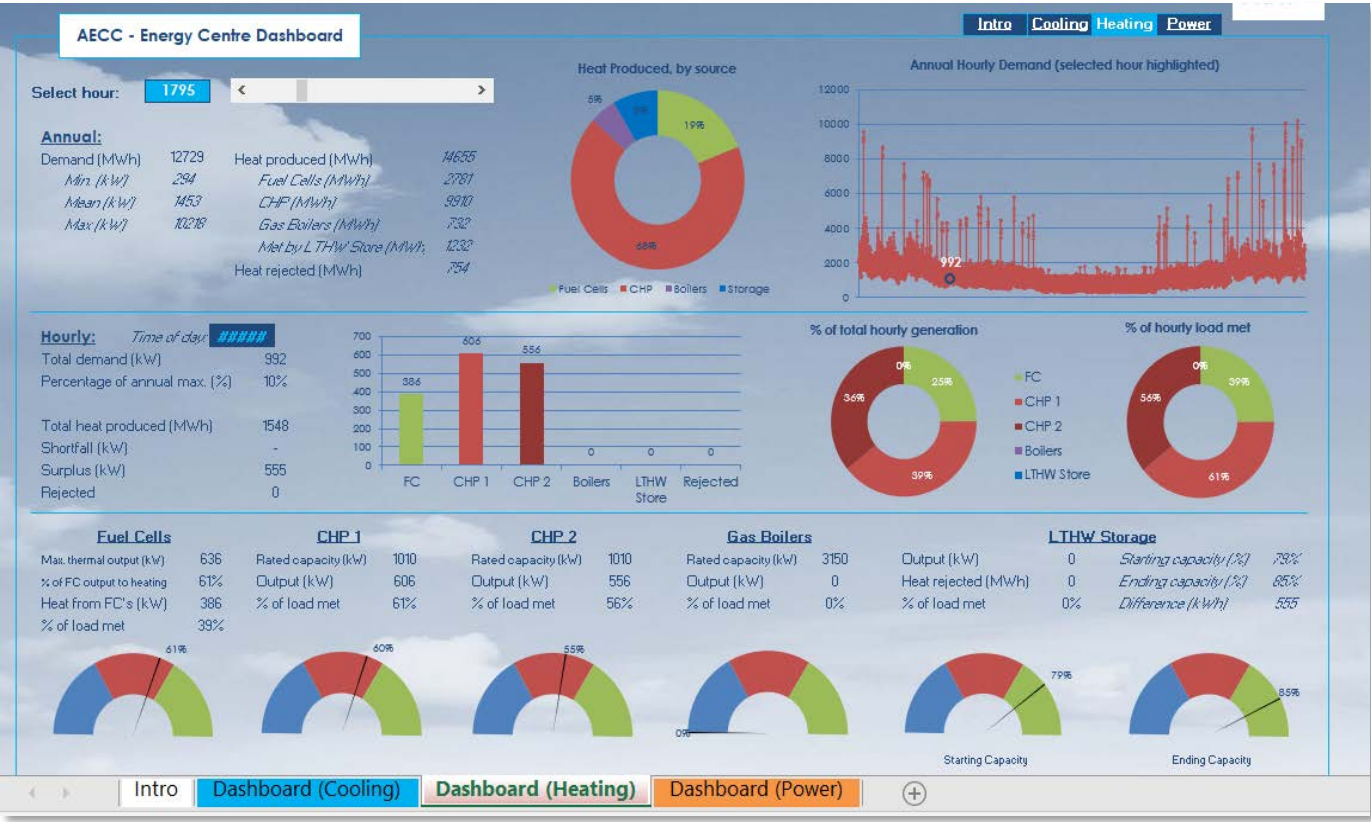 AECC - Energy Centre Dashboard
Intro Cooling Heating Power
Select hour: 1795 < >
Annual:
Demand (MWh) 12729 Heat produced (MWh) 14655
Min. (kW) 294 Fuel Cells (MWh) 2781
Mean (kW) 1453 CHP (MWh) 9910
Max (kW) 10218 Gas Boilers (MWh) 732
Met by LTHW Store (MWh) 1232
Heat rejected (MWh) 754
Heat Produced, by source
5%
8%
19%
68%
Fuel Cells CHP Boilers Storage
Annual Hourly Demand (selected hour highlighted)
12000
10000
8000
6000
4000
2000
0
992
Hourly: Time of day: #####
Total demand (kW) 992
Percentage of annual max. (%) 10%
Total heat produced (MWh) 1548
Shortfall (kW) -
Surplus (kW) 555
Rejected 0
700
600
500
400
300
200
100
0
386 606 556 0 0 0
FC CHP 1 CHP 2 Boilers LTHW Store Rejected
% of total hourly generation
0%
25%
36%
39%
FC
CHP 1
CHP 2
Boilers
LTHW Store
% of hourly load met
0%
39%
56%
61%
Fuel Cells
Max. thermal output (kW) 636
% of FC output to heating 61%
Heat from FC's (kW) 386
% of load met 39%
61%
CHP 1
Rated capacity (kW) 1010
Output (kW) 606
% of load met 61%
60%
CHP 2
Rated capacity (kW) 1010
Output (kW) 556
% of load met 56%
55%
Gas Boilers
Rated capacity (kW) 3150
Output (kW) 0
% of load met 0%
0%
LTHW Storage
Output (kW) 0 Starting capacity (%) 79%
Heat rejected (MWh) 0 Ending capacity (%) 85%
% of load met 0% Difference (kWh) 555
79%
Starting Capacity
85%
Ending Capacity
Intro Dashboard (Cooling) Dashboard (Heating) Dashboard (Power)